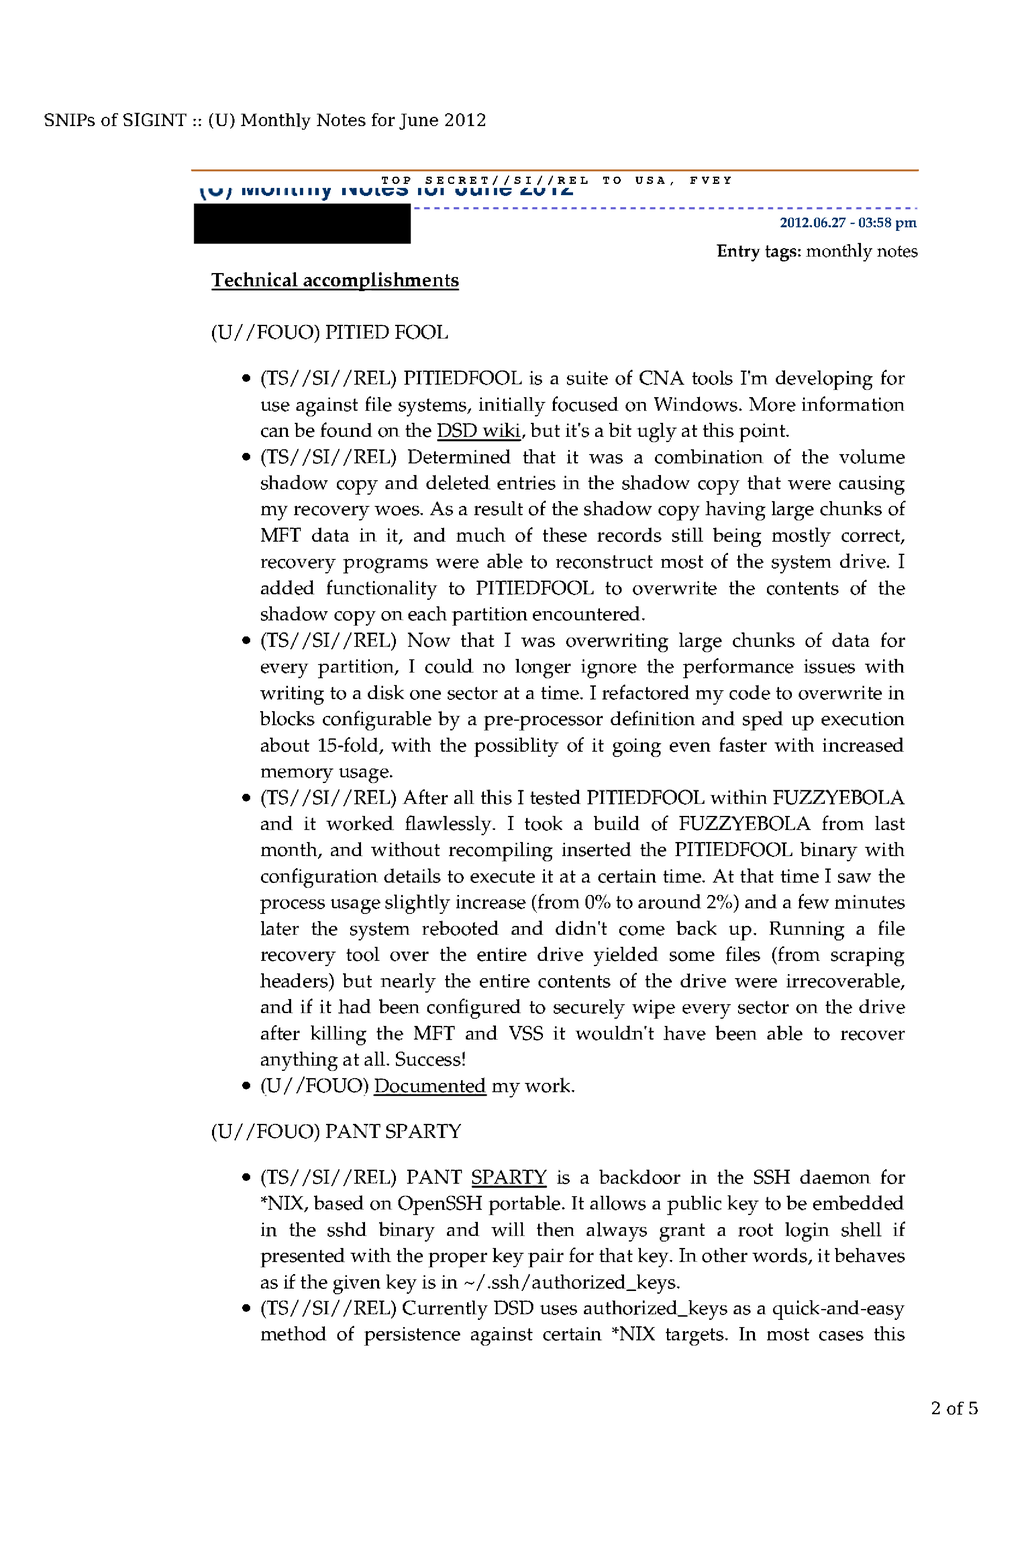 SNIPs of SIGINT :: (U) Monthly Notes for June 2012
TOP SECRET//SI//REL TO USA, FVEY
(U) Monthly Notes for June 2012
2012.06.27 - 03:58 pm
Entry tags: monthly notes
Technical accomplishments
(U//FOUO) PITIED FOOL
• (TS//SI//REL) PITIEDFOOL is a suite of CNA tools I'm developing for
use against file systems, initially focused on Windows. More information
can be found on the DSD wiki, but it's a bit ugly at this point.
• (TS//SI//REL) Determined that it was a combination of the volume
shadow copy and deleted entries in the shadow copy that were causing
my recovery woes. As a result of the shadow copy having large chunks of
MFT data in it, and much of these records still being mostly correct,
recovery programs were able to reconstruct most of the system drive. I
added functionality to PITIEDFOOL to overwrite the contents of the
shadow copy on each partition encountered.
• (TS//SI//REL) Now that I was overwriting large chunks of data for
every partition, I could no longer ignore the performance issues with
writing to a disk one sector at a time. I refactored my code to overwrite in
blocks configurable by a pre-processor definition and sped up execution
about 15-fold, with the possiblity of it going even faster with increased
memory usage.
• (TS//SI//REL) After all this I tested PITIEDFOOL within FUZZYEBOLA
and it worked flawlessly. I took a build of FUZZYEBOLA from last
month, and without recompiling inserted the PITIEDFOOL binary with
configuration details to execute it at a certain time. At that time I saw the
process usage slightly increase (from 0% to around 2%) and a few minutes
later the system rebooted and didn't come back up. Running a file
recovery tool over the entire drive yielded some files (from scraping
headers) but nearly the entire contents of the drive were irrecoverable,
and if it had been configured to securely wipe every sector on the drive
after killing the MFT and VSS it wouldn't have been able to recover
anything at all. Success!
• (U//FOUO) Documented my work.
(U//FOUO) PANT SPARTY
• (TS//SI//REL) PANT SPARTY is a backdoor in the SSH daemon for
*NIX, based on OpenSSH portable. It allows a public key to be embedded
in the sshd binary and will then always grant a root login shell if
presented with the proper key pair for that key. In other words, it behaves
as if the given key is in ~/.ssh/authorized_keys.
• (TS//SI//REL) Currently DSD uses authorized_keys as a quick-and-easy
method of persistence against certain *NIX targets. In most cases this
2 of 5